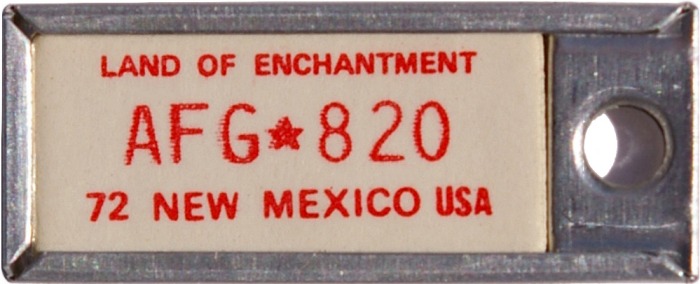 LAND OF ENCHANTMENT
AFG★820
72 NEW MEXICO USA